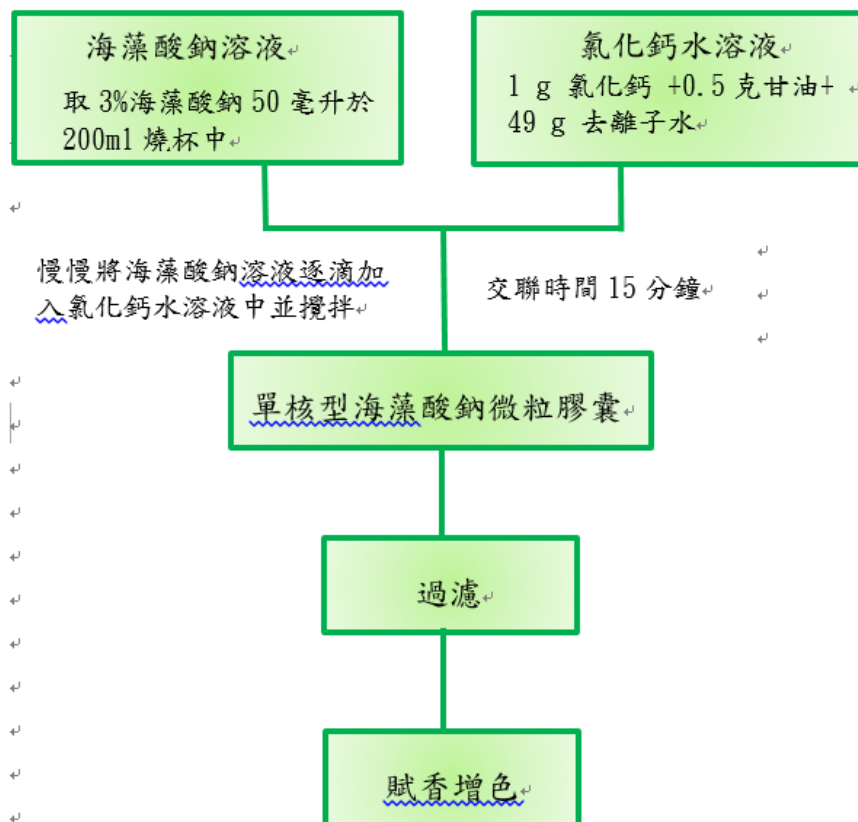 海藻酸鈉溶液
取 3%海藻酸鈉 50 毫升於
200ml 燒杯中
氯化鈣水溶液
1 g 氯化鈣 +0.5 克甘油+
49 g 去離子水
慢慢將海藻酸鈉溶液逐滴加
入氯化鈣水溶液中並攪拌
交聯時間 15 分鐘
單核型海藻酸鈉微粒膠囊
過濾
賦香增色